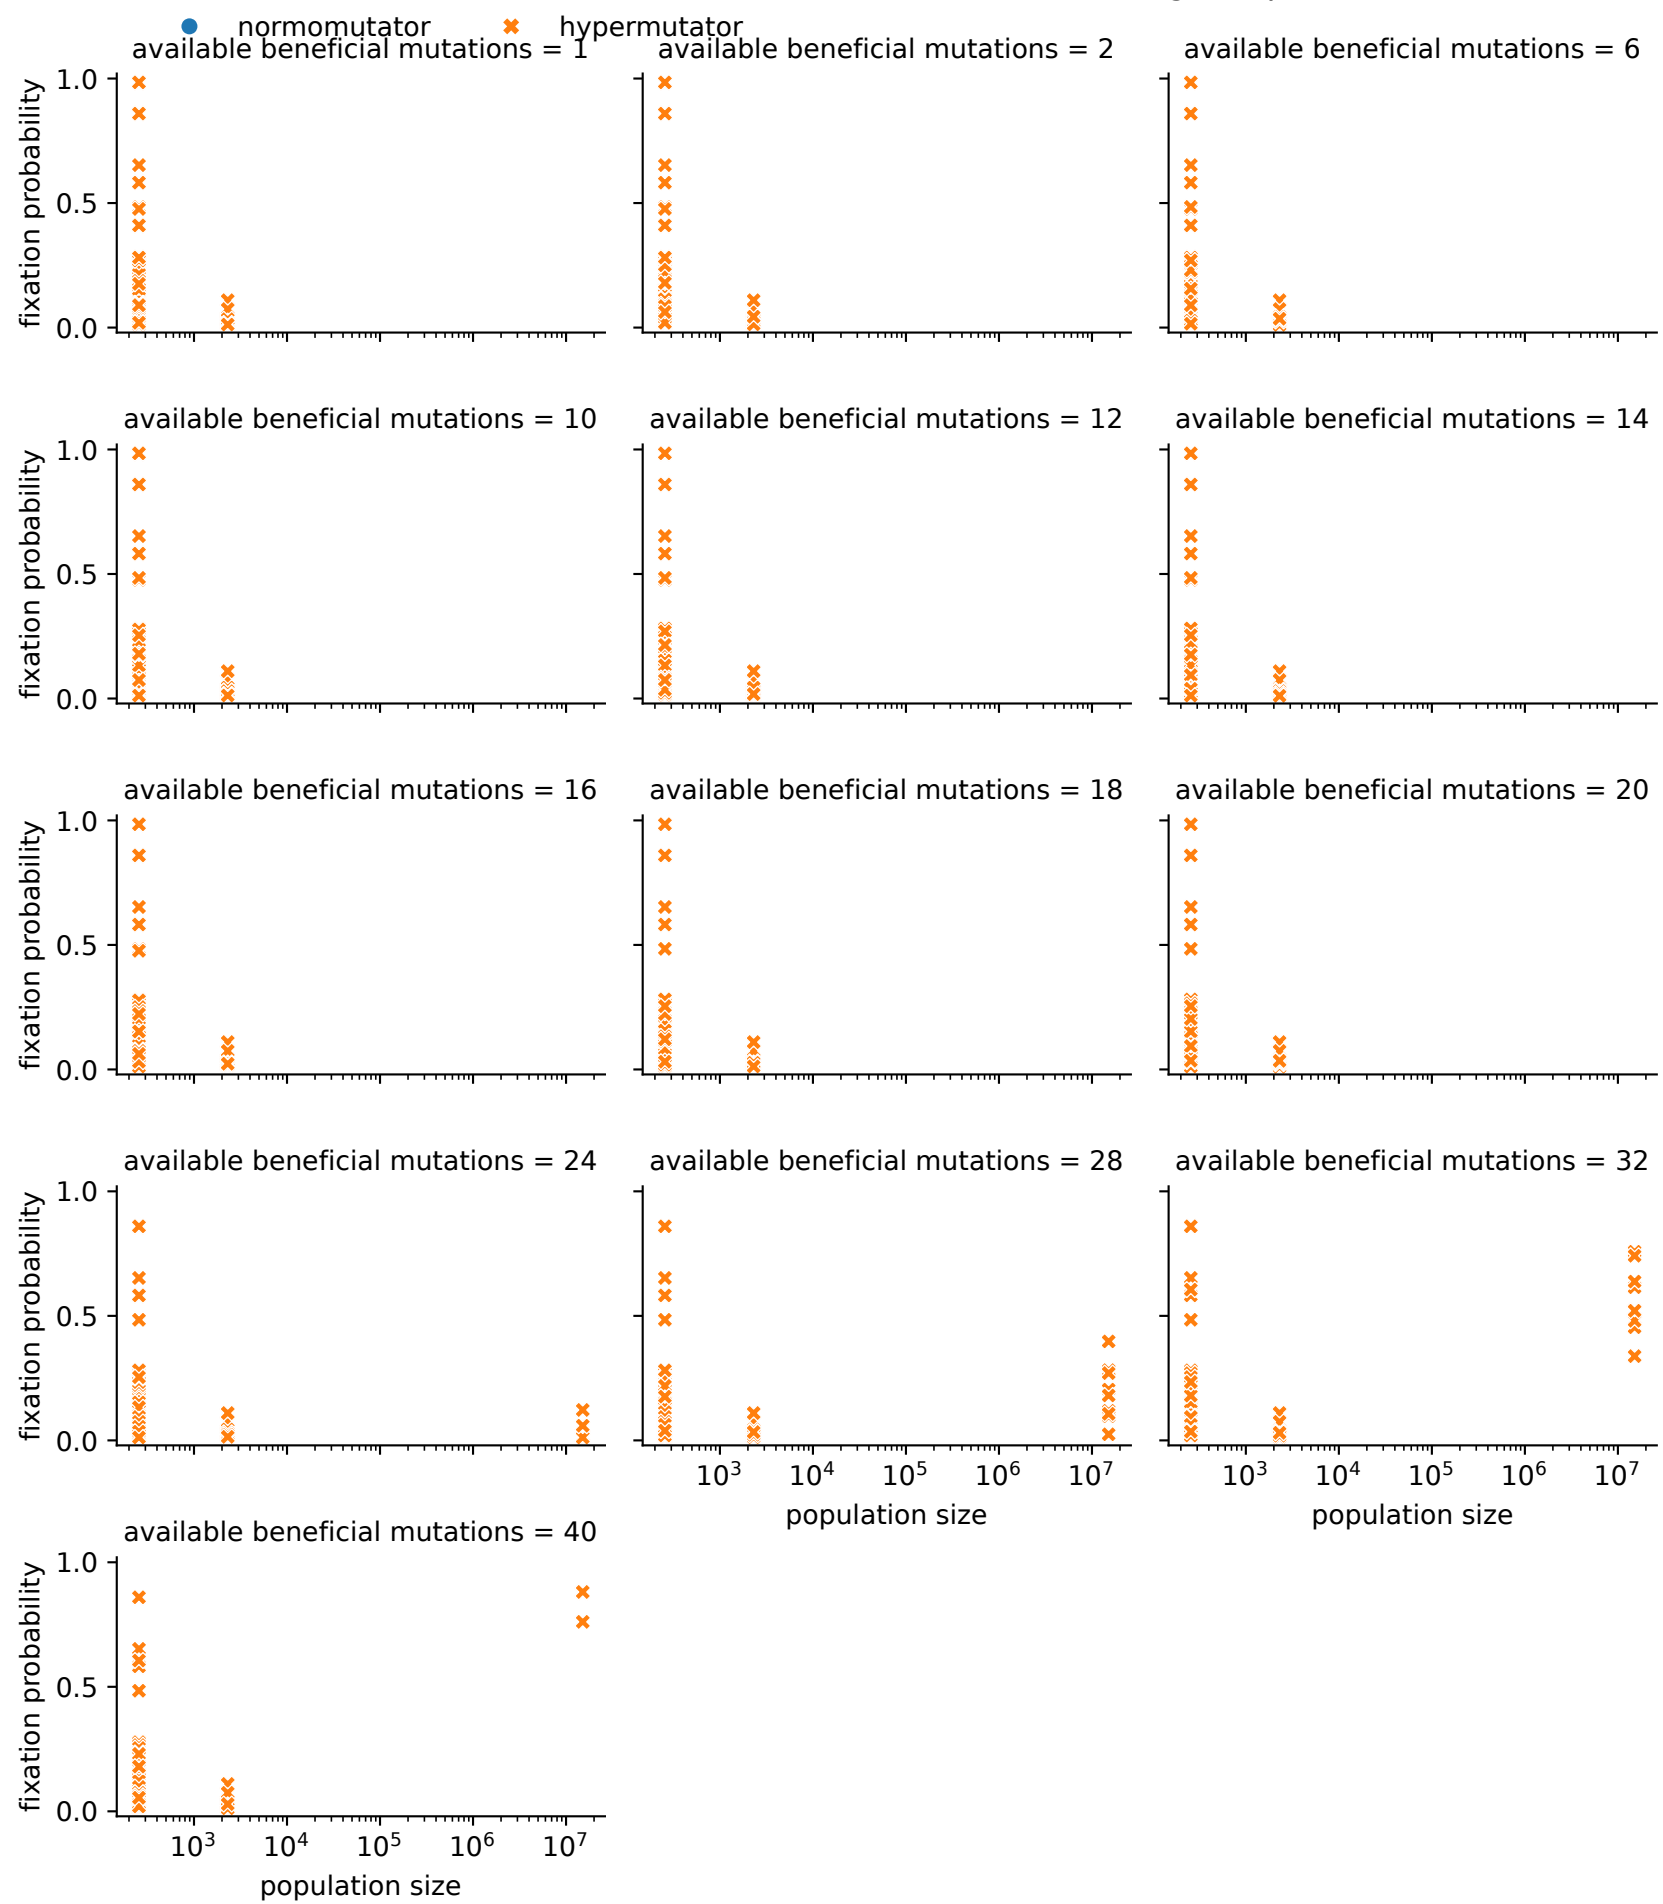 normomutator hypermutator
available beneficial mutations = 1 available beneficial mutations = 2 available beneficial mutations = 6
1.0
0.5
0.0
fixation probability
available beneficial mutations = 10 available beneficial mutations = 12 available beneficial mutations = 14
1.0
0.5
0.0
fixation probability
available beneficial mutations = 16 available beneficial mutations = 18 available beneficial mutations = 20
1.0
0.5
0.0
fixation probability
available beneficial mutations = 24 available beneficial mutations = 28 available beneficial mutations = 32
1.0
0.5
0.0
fixation probability
10³ 10⁴ 10⁵ 10⁶ 10⁷ 10³ 10⁴ 10⁵ 10⁶ 10⁷
population size population size
available beneficial mutations = 40
1.0
0.5
0.0
fixation probability
10³ 10⁴ 10⁵ 10⁶ 10⁷
population size